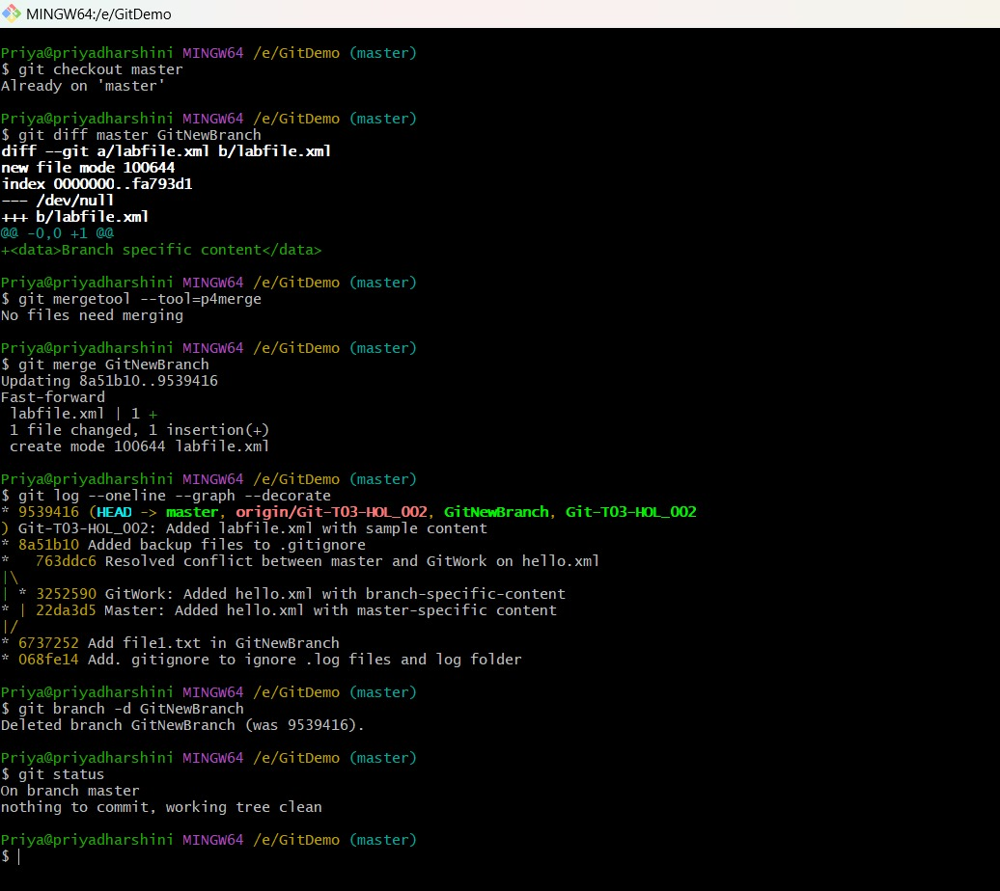 MINGW64:/e/GitDemo
Priya@priyadharshini MINGW64 /e/GitDemo (master)
$ git checkout master
Already on 'master'
Priya@priyadharshini MINGW64 /e/GitDemo (master)
$ git diff master GitNewBranch
diff --git a/labfile.xml b/labfile.xml
new file mode 100644
index 0000000..fa793d1
--- /dev/null
+++ b/labfile.xml
@@ -0,0 +1 @@
+<data>Branch specific content</data>
Priya@priyadharshini MINGW64 /e/GitDemo (master)
$ git mergetool --tool=p4merge
No files need merging
Priya@priyadharshini MINGW64 /e/GitDemo (master)
$ git merge GitNewBranch
Updating 8a51b10..9539416
Fast-forward
 labfile.xml | 1 +
 1 file changed, 1 insertion(+)
 create mode 100644 labfile.xml
Priya@priyadharshini MINGW64 /e/GitDemo (master)
$ git log --oneline --graph --decorate
* 9539416 (HEAD -> master, origin/Git-T03-HOL_002, GitNewBranch, Git-T03-HOL_002
) Git-T03-HOL_002: Added labfile.xml with sample content
* 8a51b10 Added backup files to .gitignore
*   763ddc6 Resolved conflict between master and GitWork on hello.xml
|\
| * 3252590 GitWork: Added hello.xml with branch-specific-content
* | 22da3d5 Master: Added hello.xml with master-specific content
|/
* 6737252 Add file1.txt in GitNewBranch
* 068fe14 Add. gitignore to ignore .log files and log folder
Priya@priyadharshini MINGW64 /e/GitDemo (master)
$ git branch -d GitNewBranch
Deleted branch GitNewBranch (was 9539416).
Priya@priyadharshini MINGW64 /e/GitDemo (master)
$ git status
On branch master
nothing to commit, working tree clean
Priya@priyadharshini MINGW64 /e/GitDemo (master)
$